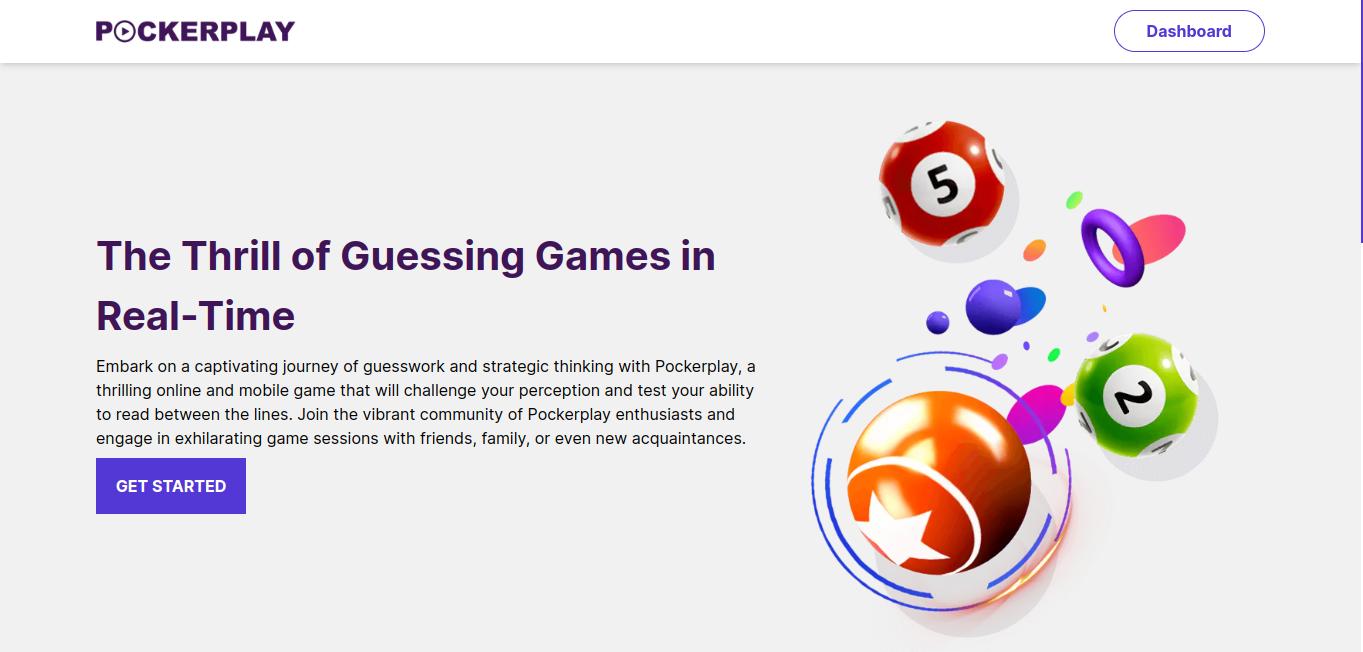 POCKERPLAY
Dashboard
The Thrill of Guessing Games in
Real-Time
Embark on a captivating journey of guesswork and strategic thinking with Pockerplay, a
thrilling online and mobile game that will challenge your perception and test your ability
to read between the lines. Join the vibrant community of Pockerplay enthusiasts and
engage in exhilarating game sessions with friends, family, or even new acquaintances.
GET STARTED
5
2